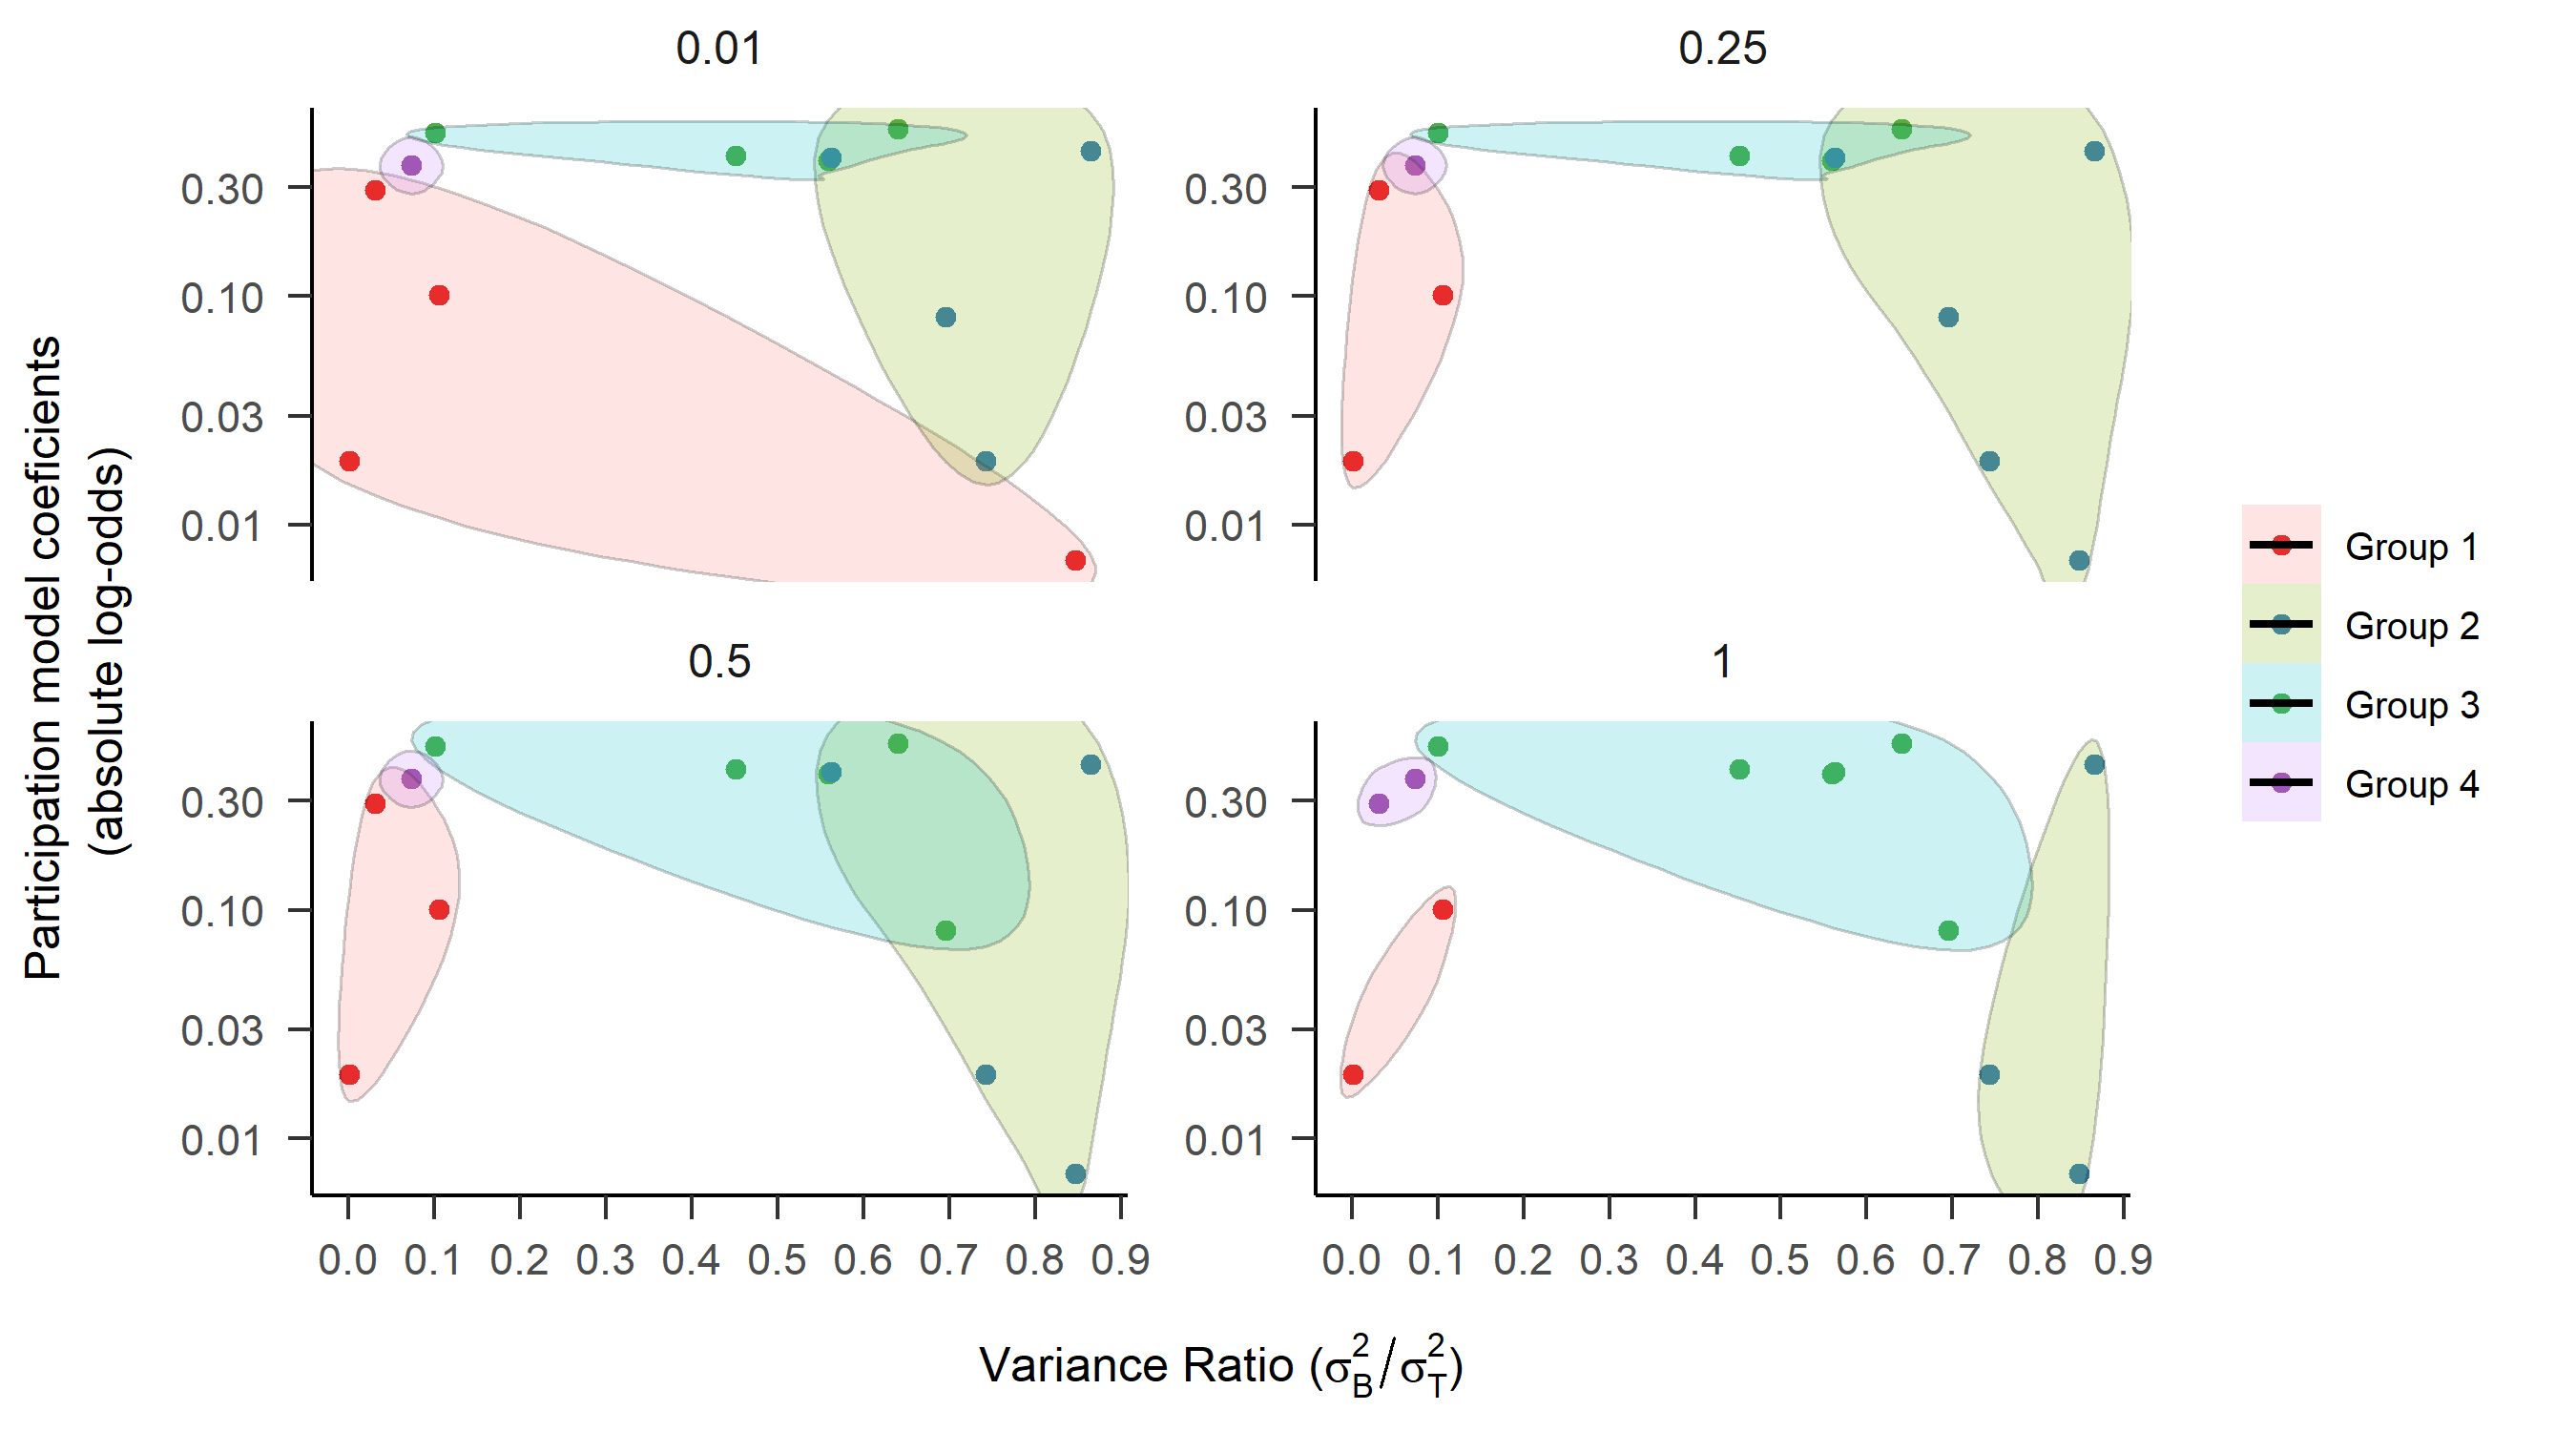 0.01
0.25
0.30
0.10
0.03
0.01
0.30
0.10
0.03
0.01
Participation model coeficients
(absolute log-odds)
0.5
1
0.30
0.10
0.03
0.01
0.30
0.10
0.03
0.01
0.0 0.1 0.2 0.3 0.4 0.5 0.6 0.7 0.8 0.9
0.0 0.1 0.2 0.3 0.4 0.5 0.6 0.7 0.8 0.9
Variance Ratio (σ²_B/σ²_T)
Group 1
Group 2
Group 3
Group 4